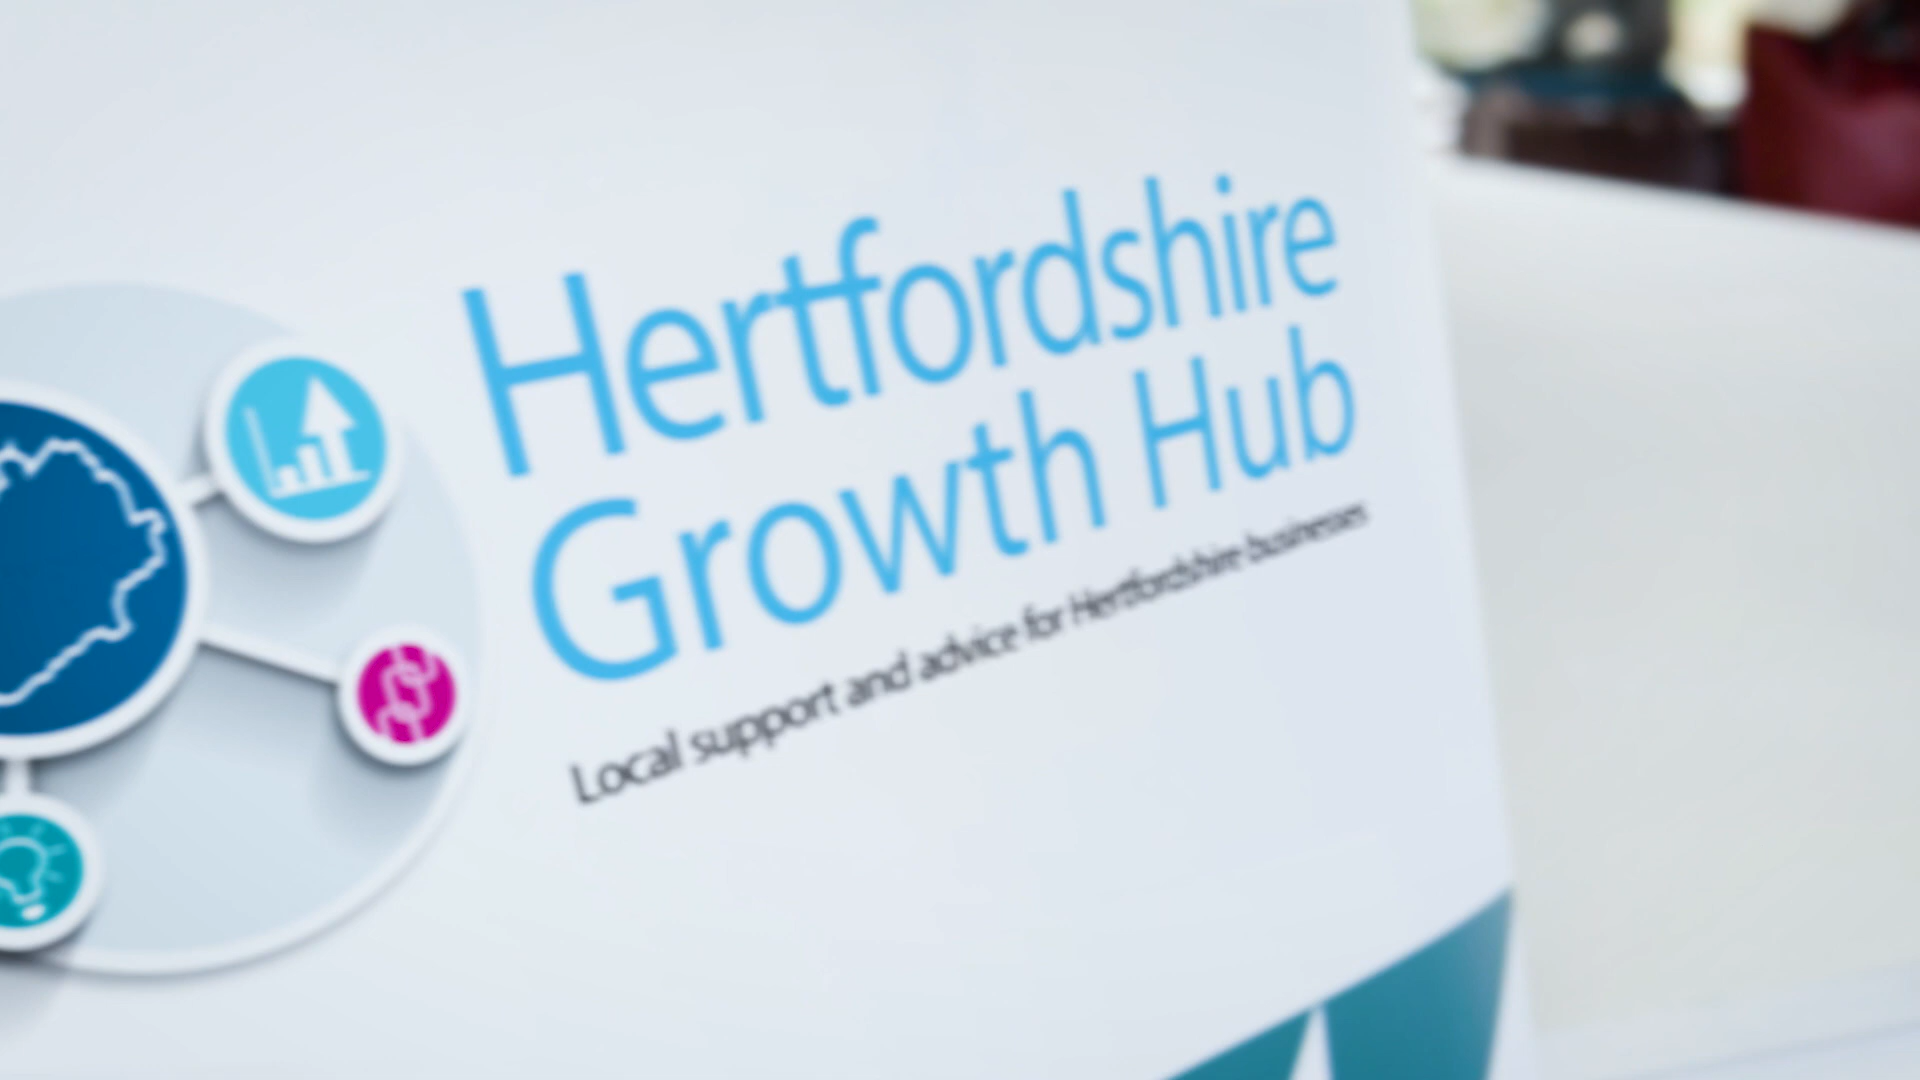 Hertfordshire
Growth Hub
Local support and advice for Hertfordshire businesses